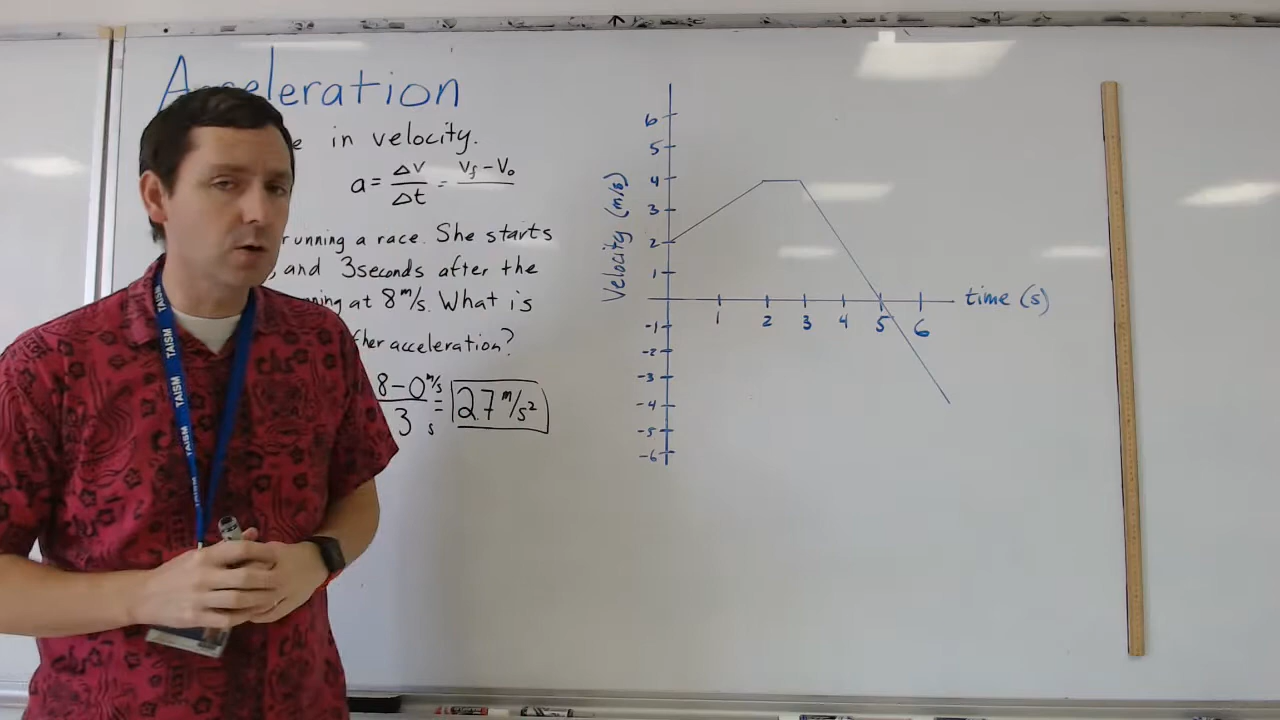 Acceleration
in velocity.
a = Δv/Δt = Vf - Vo
running a race. She starts
and 3 seconds after the
at 8 m/s. What is
her acceleration?
8 - 0 m/s / 3 s = 2.7 m/s²
Velocity (m/s)
6
5
4
3
2
1
-1
-2
-3
-4
-5
-6
1 2 3 4 5 6
time (s)
TAISM
TAISM
TAISM